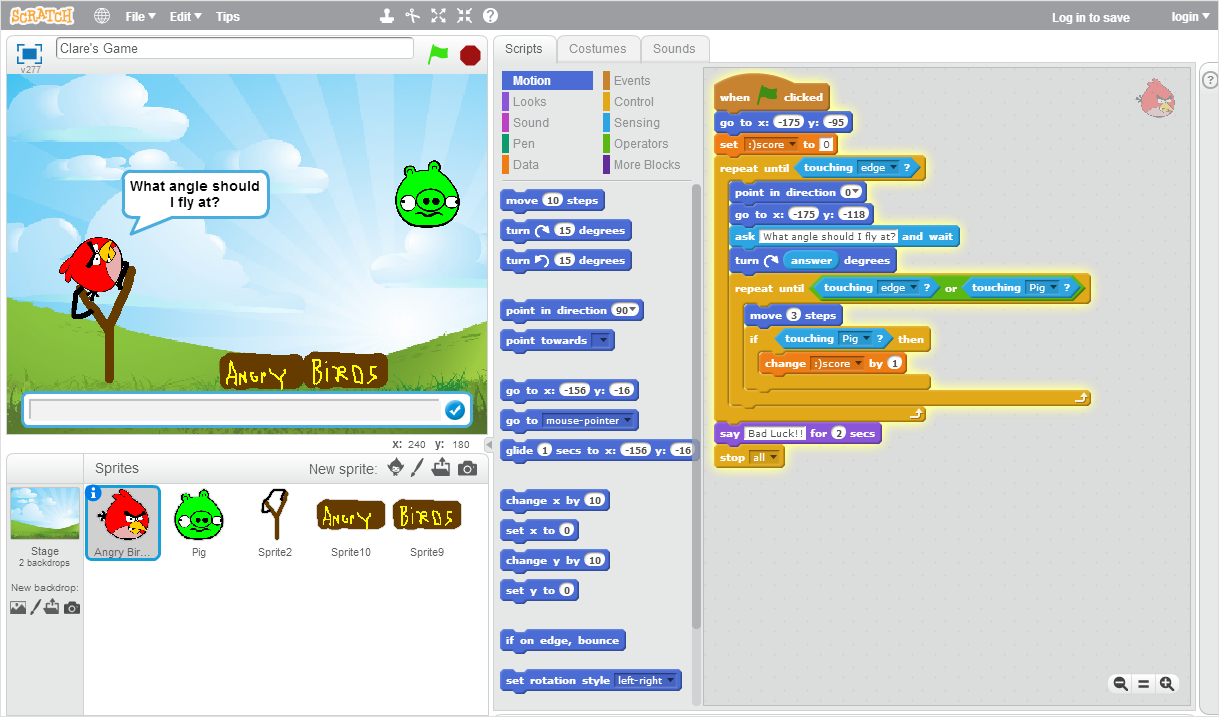 SCRATCH File Edit Tips Log in to save login
Clare's Game
v277
What angle should
I fly at?
ANGRY BIRDS
x: 240 y: 180
Sprites New sprite:
Stage
2 backdrops
New backdrop:
Angry Bir...
Pig
Sprite2
ANGRY
Sprite10
BIRDS
Sprite9
Scripts Costumes Sounds
Motion Events
Looks Control
Sound Sensing
Pen Operators
Data More Blocks
move 10 steps
turn 15 degrees
turn 15 degrees
point in direction 90
point towards
go to x: -156 y: -16
go to mouse-pointer
glide 1 secs to x: -156 y: -16
change x by 10
set x to 0
change y by 10
set y to 0
if on edge, bounce
set rotation style left-right
when clicked
go to x: -175 y: -95
set :)score to 0
repeat until touching edge ?
point in direction 0
go to x: -175 y: -118
ask What angle should I fly at? and wait
turn answer degrees
repeat until touching edge ? or touching Pig ?
move 3 steps
if touching Pig ? then
change :)score by 1
say Bad Luck!! for 2 secs
stop all